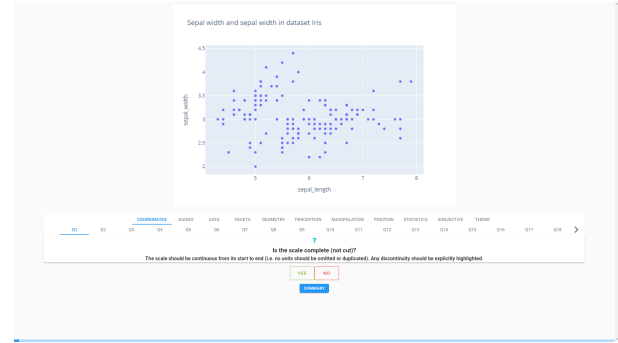 Sepal width and sepal width in dataset Iris
4.5
4
3.5
3
2.5
2
sepal_width
5 6 7 8
sepal_length
COORDINATES GUIDES DATA FACETS GEOMETRY PERCEPTION MANIPULATION POSITION STATISTICS SUBJECTIVE THEME
Q1 Q2 Q3 Q4 Q5 Q6 Q7 Q8 Q9 Q10 Q11 Q12 Q13 Q14 Q15 Q16 Q17 Q18
?
Is the scale complete (not cut)?
The scale should be continuous from its start to end (i.e. no units should be omitted or duplicated). Any discontinuity should be explicitly highlighted.
YES NO
SUMMARY